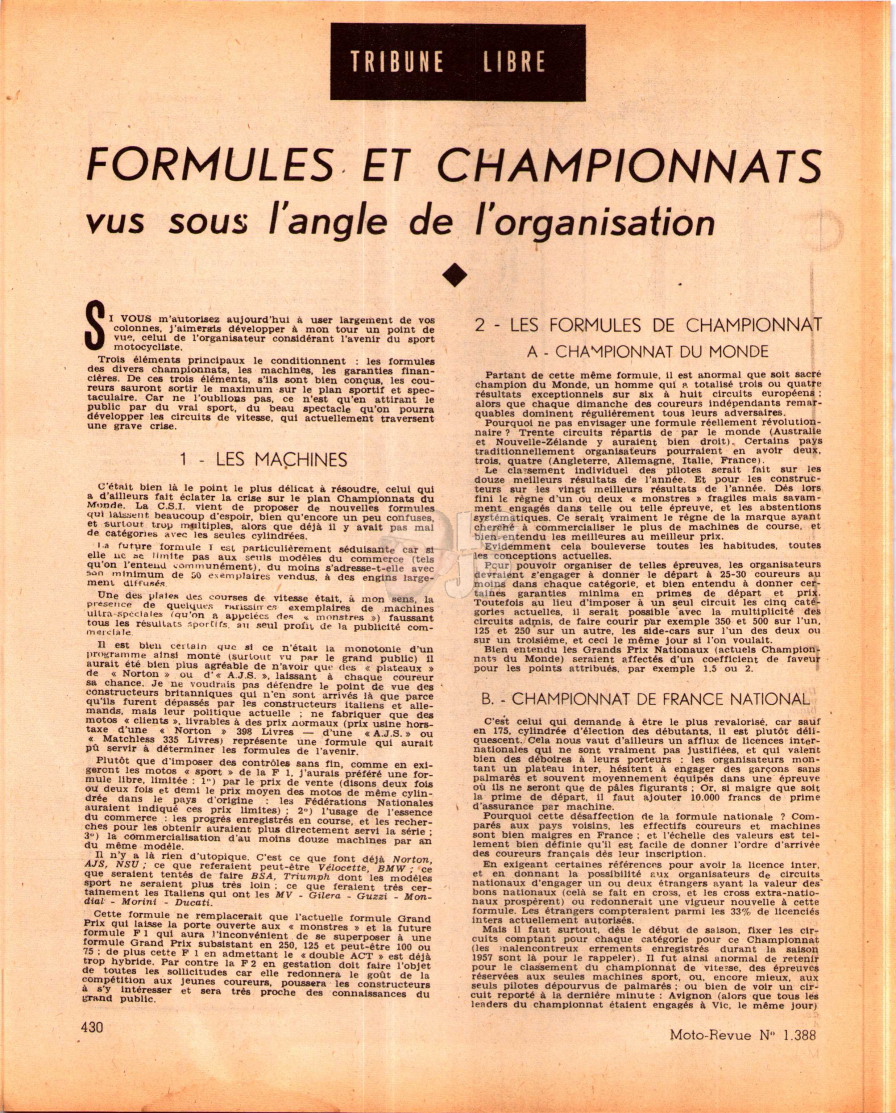 TRIBUNE LIBRE
FORMULES ET CHAMPIONNATS
vus sous l'angle de l'organisation
SI VOUS m'autorisez aujourd'hui à user largement de vos
colonnes, j'aimerais développer à mon tour un point de
vue, celui de l'organisateur considérant l'avenir du sport
motocycliste.
Trois éléments principaux le conditionnent : les formules
des divers championnats, les machines, les garanties finan-
cières. De ces trois éléments, s'ils sont bien conçus, les cou-
reurs sauront sortir le maximum sur le plan sportif et spec-
taculaire. Car ne l'oublions pas, ce n'est qu'en attirant le
public par du vrai sport, du beau spectacle qu'on pourra
développer les circuits de vitesse, qui actuellement traversent
une grave crise.
1 - LES MAÇHINES
C'était bien là le point le plus délicat à résoudre, celui qui
a d'ailleurs fait éclater la crise sur le plan Championnats du
Monde. La C.S.I. vient de proposer de nouvelles formules
qui laissent beaucoup d'espoir, bien qu'encore un peu confuses,
et surtout trop multiples, alors que déjà il y avait pas mal
de catégories avec les seules cylindrées.
La future formule I est particulièrement séduisante car si
elle ne se limite pas aux seuls modèles du commerce (tels
qu'on l'entend communément), du moins s'adresse-t-elle avec
son minimum de 50 exemplaires vendus, à des engins large-
ment diffusés.
Une des plaies des courses de vitesse était, à mon sens, la
présence de quelques rarissimes exemplaires de machines
ultra-spéciales (qu'on a appelées des « monstres ») faussant
tous les résultats sportifs, au seul profit de la publicité com-
merciale.
Il est bien certain que si ce n'était la monotonie d'un
programme ainsi monté (surtout vu par le grand public) il
aurait été bien plus agréable de n'avoir que des « plateaux »
de « Norton » ou d'« A.J.S. », laissant à chaque coureur
sa chance. Je ne voudrais pas défendre le point de vue des
constructeurs britanniques qui n'en sont arrivés là que parce
qu'ils furent dépassés par les constructeurs italiens et alle-
mands, mais leur politique actuelle ; ne fabriquer que des
motos « clients », livrables à des prix normaux (prix usine hors-
taxe d'une « Norton » 398 Livres — d'une « A.J.S. » ou
« Matchless 335 Livres) représente une formule qui aurait
pû servir à déterminer les formules de l'avenir.
Plutôt que d'imposer des contrôles sans fin, comme en exi-
geront les motos « sport » de la F 1, j'aurais préféré une for-
mule libre, limitée : 1°) par le prix de vente (disons deux fois
ou deux fois et demi le prix moyen des motos de même cylin-
drée dans le pays d'origine : les Fédérations Nationales
auraient indiqué ces prix limites) ; 2°) l'usage de l'essence
du commerce : les progrès enregistrés en course, et les recher-
ches pour les obtenir auraient plus directement servi la série ;
3°) la commercialisation d'au moins douze machines par an
du même modèle.
Il n'y a là rien d'utopique. C'est ce que font déjà Norton,
AJS, NSU ; ce que referaient peut-être Vélocette, BMW ; ce
que seraient tentés de faire BSA, Triumph dont les modèles
sport ne seraient plus très loin ; ce que feraient très cer-
tainement les Italiens qui ont les MV - Gilera - Guzzi - Mon-
dial - Morini - Ducati.
Cette formule ne remplacerait que l'actuelle formule Grand
Prix qui laisse la porte ouverte aux « monstres » et la future
formule F 1 qui aura l'inconvénient de se superposer à une
formule Grand Prix subsistant en 250, 125 et peut-être 100 ou
75 ; de plus cette F 1 en admettant le « double ACT » est déjà
trop hybride. Par contre la F 2 en gestation doit faire l'objet
de toutes les sollicitudes car elle redonnera le goût de la
compétition aux jeunes coureurs, poussera les constructeurs
à s'y intéresser et sera très proche des connaissances du
grand public.
2 - LES FORMULES DE CHAMPIONNAT
A - CHAMPIONNAT DU MONDE
Partant de cette même formule, il est anormal que soit sacré
champion du Monde, un homme qui a totalisé trois ou quatre
résultats exceptionnels sur six à huit circuits européens ;
alors que chaque dimanche des coureurs indépendants remar-
quables dominent régulièrement tous leurs adversaires.
Pourquoi ne pas envisager une formule réellement révolution-
naire ? Trente circuits répartis de par le monde (Australie
et Nouvelle-Zélande y auraient bien droit). Certains pays
traditionnellement organisateurs pourraient en avoir deux,
trois, quatre (Angleterre, Allemagne, Italie, France).
Le classement individuel des pilotes serait fait sur les
douze meilleurs résultats de l'année. Et pour les construc-
teurs sur les vingt meilleurs résultats de l'année. Dès lors
fini le règne d'un ou deux « monstres » fragiles mais savam-
ment engagés dans telle ou telle épreuve, et les abstentions
systématiques. Ce serait vraiment le règne de la marque ayant
cherché à commercialiser le plus de machines de course, et
bien entendu les meilleures au meilleur prix.
Evidemment cela bouleverse toutes les habitudes, toutes
les conceptions actuelles.
Pour pouvoir organiser de telles épreuves, les organisateurs
devraient s'engager à donner le départ à 25-30 coureurs au
moins dans chaque catégorie, et bien entendu à donner cer-
taines garanties minima en primes de départ et prix.
Toutefois au lieu d'imposer à un seul circuit les cinq caté-
gories actuelles, il serait possible avec la multiplicité des
circuits admis, de faire courir par exemple 350 et 500 sur l'un,
125 et 250 sur un autre, les side-cars sur l'un des deux ou
sur un troisième, et ceci le même jour si l'on voulait.
Bien entendu les Grands Prix Nationaux (actuels Champion-
nats du Monde) seraient affectés d'un coefficient de faveur
pour les points attribués, par exemple 1,5 ou 2.
B. - CHAMPIONNAT DE FRANCE NATIONAL
C'est celui qui demande à être le plus revalorisé, car sauf
en 175, cylindrée d'élection des débutants, il est plutôt déli-
quescent. Cela nous vaut d'ailleurs un afflux de licences inter-
nationales qui ne sont vraiment pas justifiées, et qui valent
bien des déboires à leurs porteurs : les organisateurs mon-
tant un plateau inter, hésitent à engager des garçons sans
palmarès et souvent moyennement équipés dans une épreuve
où ils ne seront que de pâles figurants ; Or, si maigre que soit
la prime de départ, il faut ajouter 10.000 francs de prime
d'assurance par machine.
Pourquoi cette désaffection de la formule nationale ? Com-
parés aux pays voisins, les effectifs coureurs et machines
sont bien maigres en France ; et l'échelle des valeurs est tel-
lement bien définie qu'il est facile de donner l'ordre d'arrivée
des coureurs français dès leur inscription.
En exigeant certaines références pour avoir la licence inter,
et en donnant la possibilité aux organisateurs de circuits
nationaux d'engager un ou deux étrangers ayant la valeur des
bons nationaux (celà se fait en cross, et les cross extra-natio-
naux prospèrent) ou redonnerait une vigueur nouvelle à cette
formule. Les étrangers compteraient parmi les 33% de licenciés
inters actuellement autorisés.
Mais il faut surtout, dès le début de saison, fixer les cir-
cuits comptant pour chaque catégorie pour ce Championnat
(les malencontreux errements enregistrés durant la saison
1957 sont là pour le rappeler). Il fut ainsi anormal de retenir
pour le classement du championnat de vitesse, des épreuves
réservées aux seules machines sport, ou, encore mieux, aux
seuls pilotes dépourvus de palmarès ; ou bien de voir un cir-
cuit reporté à la dernière minute : Avignon (alors que tous les
leaders du championnat étaient engagés à Vic, le même jour)
430
Moto-Revue N° 1.388